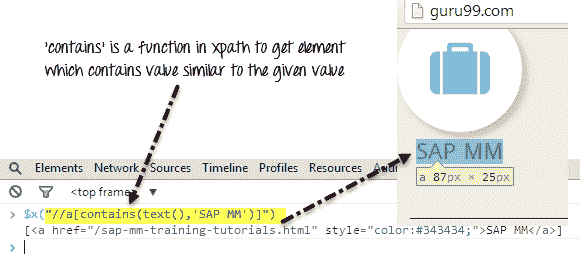 guru99.com
'contains' is a function in xpath to get element
which contains value similar to the given value
SAP MM
a 87px × 25px
Elements Network Sources Timeline Profiles Resources
<top frame> ▼
> $x("//a[contains(text(),'SAP MM')]")
[<a href="/sap-mm-training-tutorials.html" style="color:#343434;">SAP MM</a>]
>